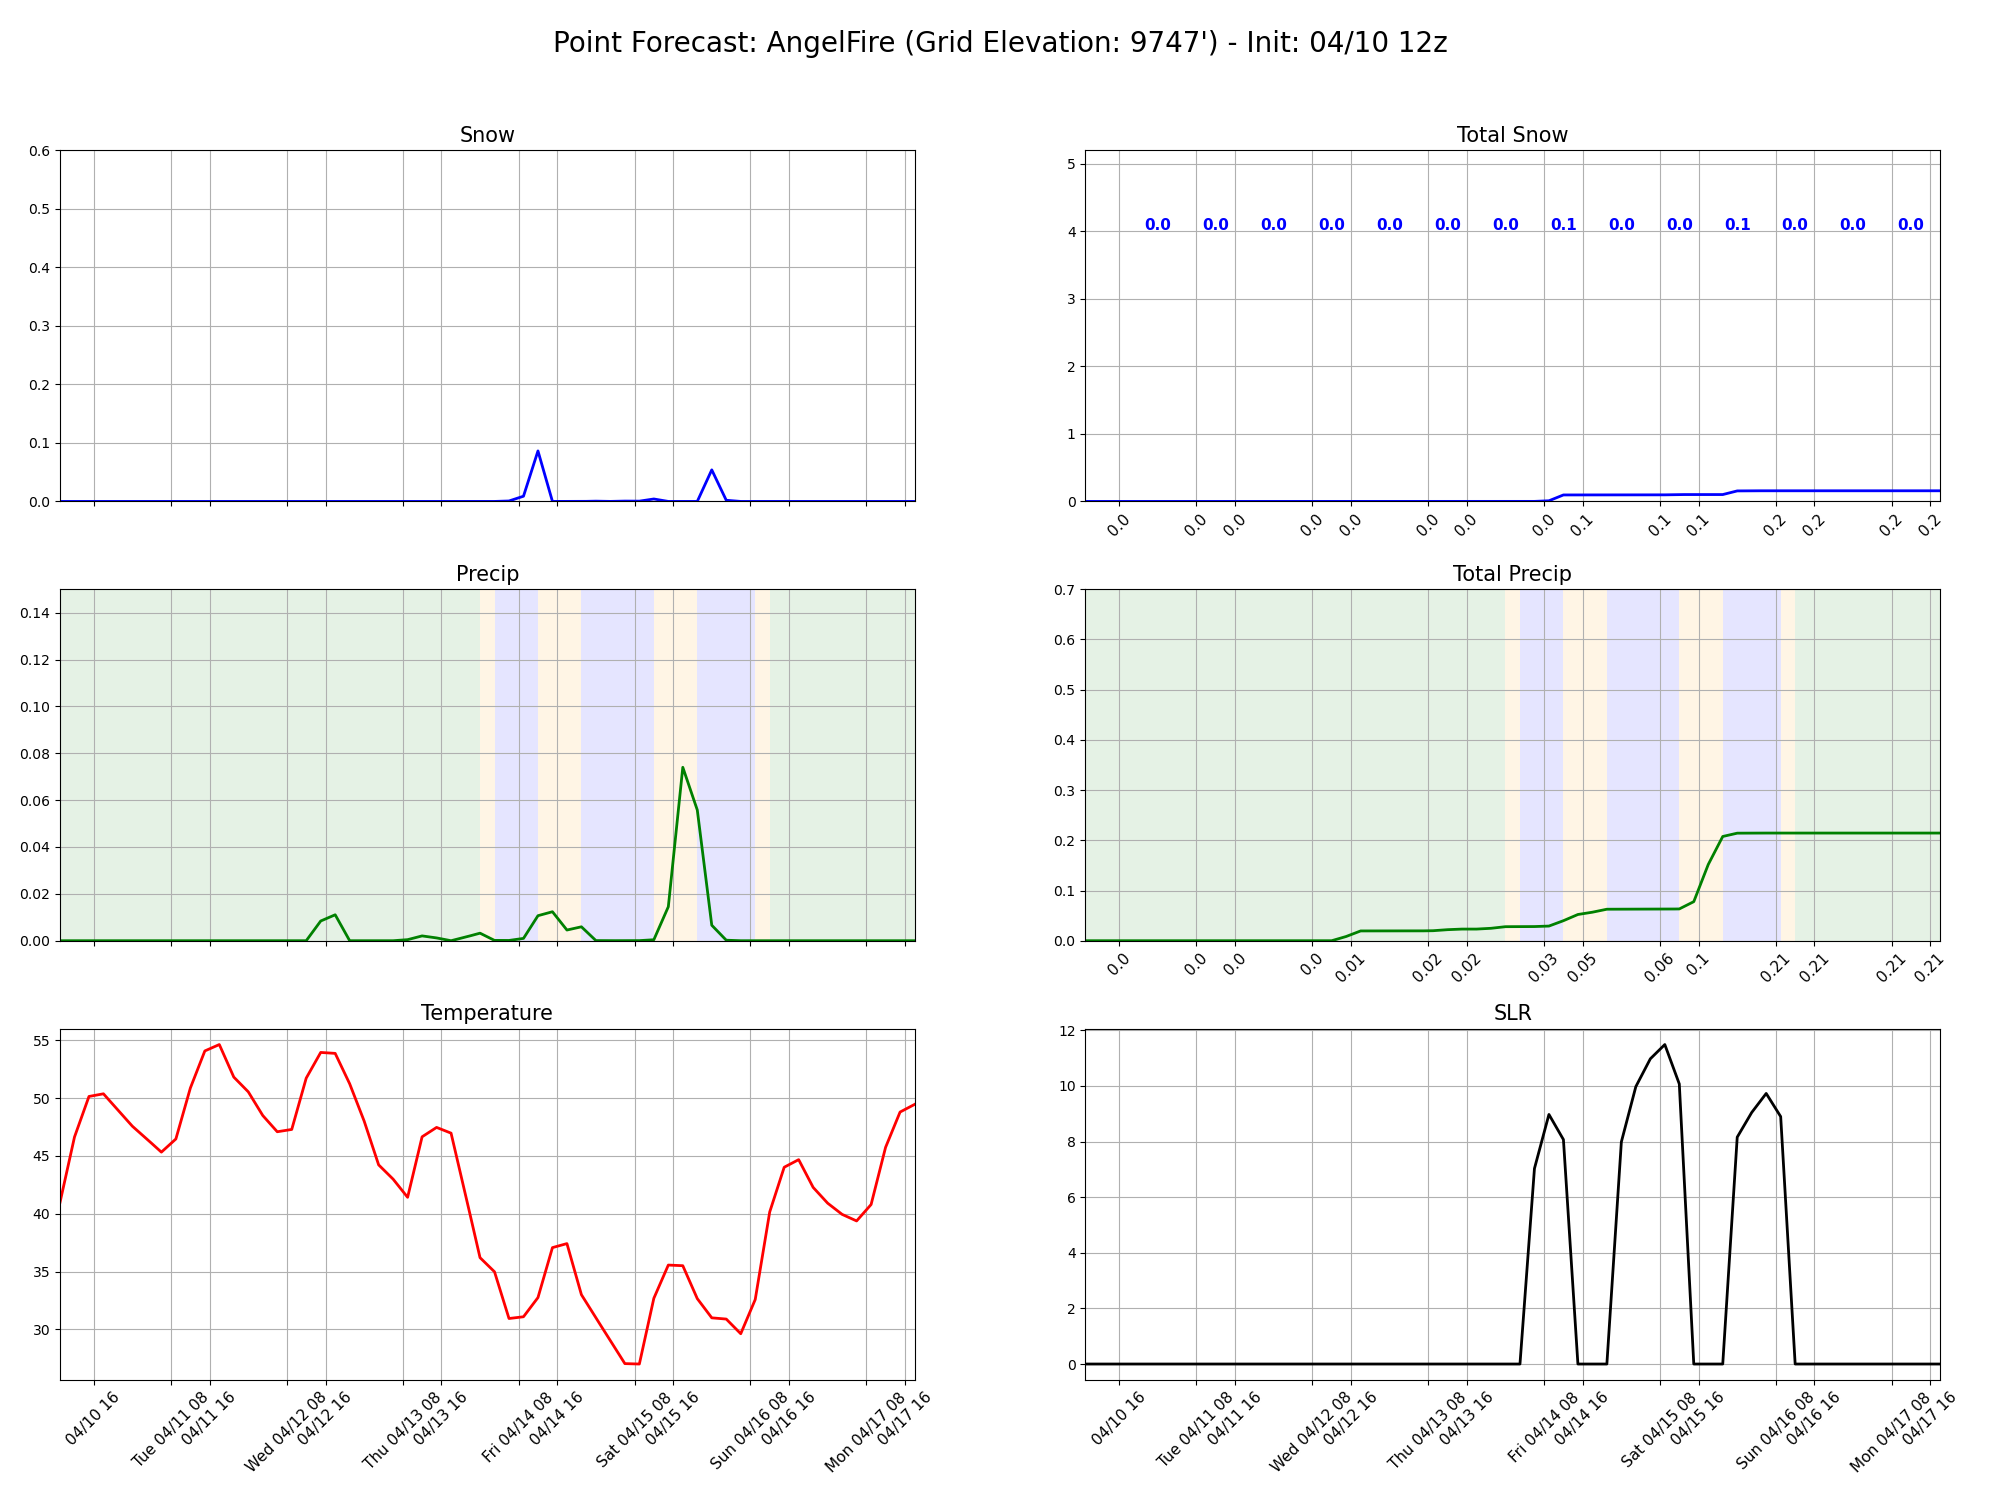 Point Forecast: AngelFire (Grid Elevation: 9747') - Init: 04/10 12z
Snow
0.6
0.5
0.4
0.3
0.2
0.1
0.0
Total Snow
5
4
3
2
1
0
0.0 0.0 0.0 0.0 0.0 0.0 0.0 0.1 0.0 0.0 0.1 0.0 0.0 0.0
0.0 0.0 0.0 0.0 0.0 0.0 0.0 0.0 0.1 0.1 0.1 0.2 0.2 0.2 0.2
Precip
0.14
0.12
0.10
0.08
0.06
0.04
0.02
0.00
Total Precip
0.7
0.6
0.5
0.4
0.3
0.2
0.1
0.0
0.0 0.0 0.0 0.0 0.01 0.02 0.02 0.03 0.05 0.06 0.1 0.21 0.21 0.21 0.21
Temperature
55
50
45
40
35
30
04/10 16
Tue 04/11 08
04/11 16
Wed 04/12 08
04/12 16
Thu 04/13 08
04/13 16
Fri 04/14 08
04/14 16
Sat 04/15 08
04/15 16
Sun 04/16 08
04/16 16
Mon 04/17 08
04/17 16
SLR
12
10
8
6
4
2
0
04/10 16
Tue 04/11 08
04/11 16
Wed 04/12 08
04/12 16
Thu 04/13 08
04/13 16
Fri 04/14 08
04/14 16
Sat 04/15 08
04/15 16
Sun 04/16 08
04/16 16
Mon 04/17 08
04/17 16